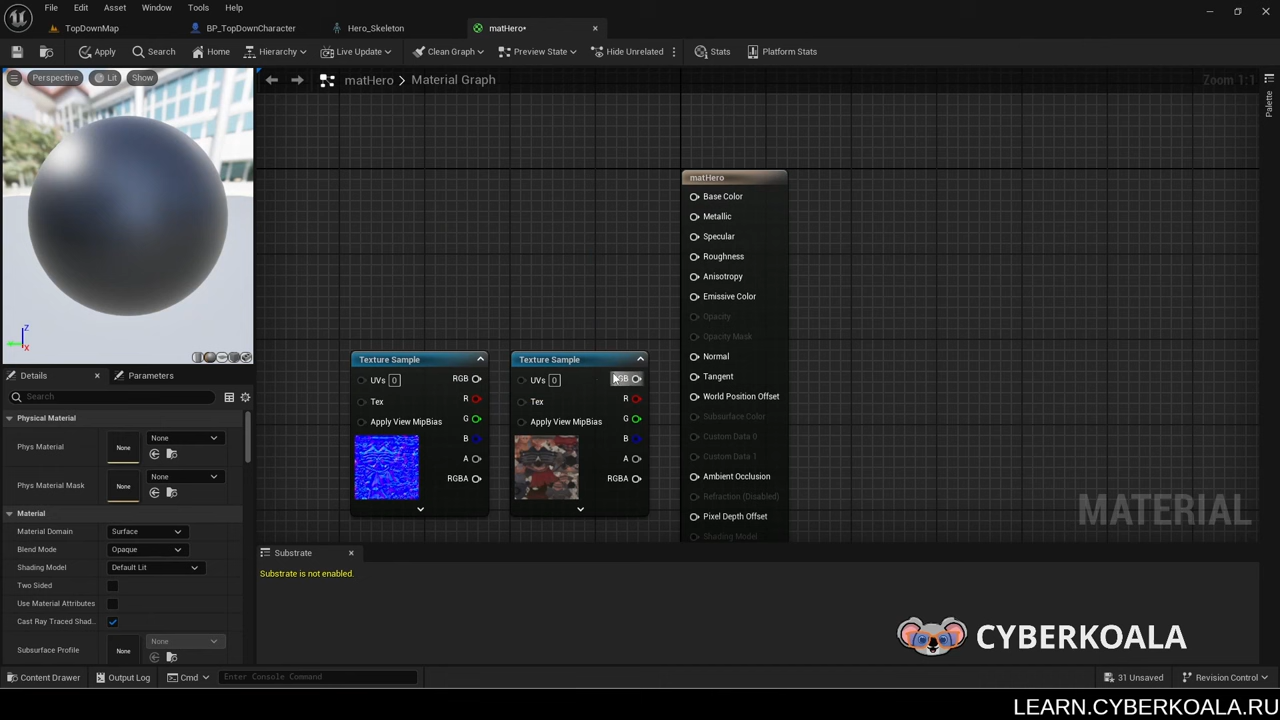 File Edit Asset Window Tools Help
TopDownMap BP_TopDownCharacter Hero_Skeleton matHero•
Apply Search Home Hierarchy Live Update Clean Graph Preview State Hide Unrelated Stats Platform Stats
Perspective Lit Show
matHero > Material Graph
Zoom 1:1
Palette
matHero
Base Color
Metallic
Specular
Roughness
Anisotropy
Emissive Color
Opacity
Opacity Mask
Normal
Tangent
World Position Offset
Subsurface Color
Custom Data 0
Custom Data 1
Ambient Occlusion
Refraction (Disabled)
Pixel Depth Offset
Shading Model
Texture Sample
UVs 0 RGB
Tex R
Apply View MipBias G
B
A
RGBA
Texture Sample
UVs 0 RGB
Tex R
Apply View MipBias G
B
A
RGBA
MATERIAL
Z
X
Details Parameters
Search
Physical Material
Phys Material None None
Phys Material Mask None None
Material
Material Domain Surface
Blend Mode Opaque
Shading Model Default Lit
Two Sided
Use Material Attributes
Cast Ray Traced Shad..
Subsurface Profile None None
Substrate
Substrate is not enabled.
CYBERKOALA
Content Drawer Output Log Cmd Enter Console Command 31 Unsaved Revision Control
LEARN.CYBERKOALA.RU